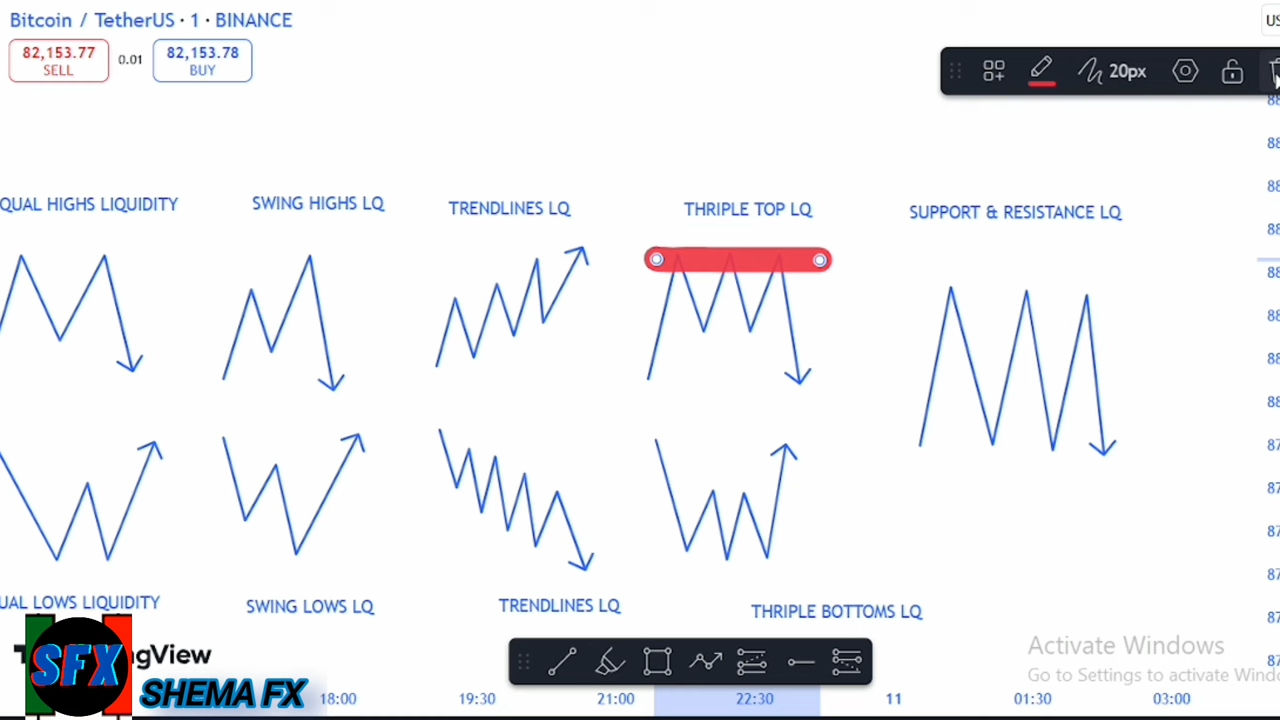 Bitcoin / TetherUS · 1 · BINANCE
82,153.77
SELL
0.01
82,153.78
BUY
20px
QUAL HIGHS LIQUIDITY
SWING HIGHS LQ
TRENDLINES LQ
THRIPLE TOP LQ
SUPPORT & RESISTANCE LQ
UAL LOWS LIQUIDITY
SWING LOWS LQ
TRENDLINES LQ
THRIPLE BOTTOMS LQ
Activate Windows
Go to Settings to activate Win
SFX
SHEMA FX
18:00
19:30
21:00
22:30
11
01:30
03:00